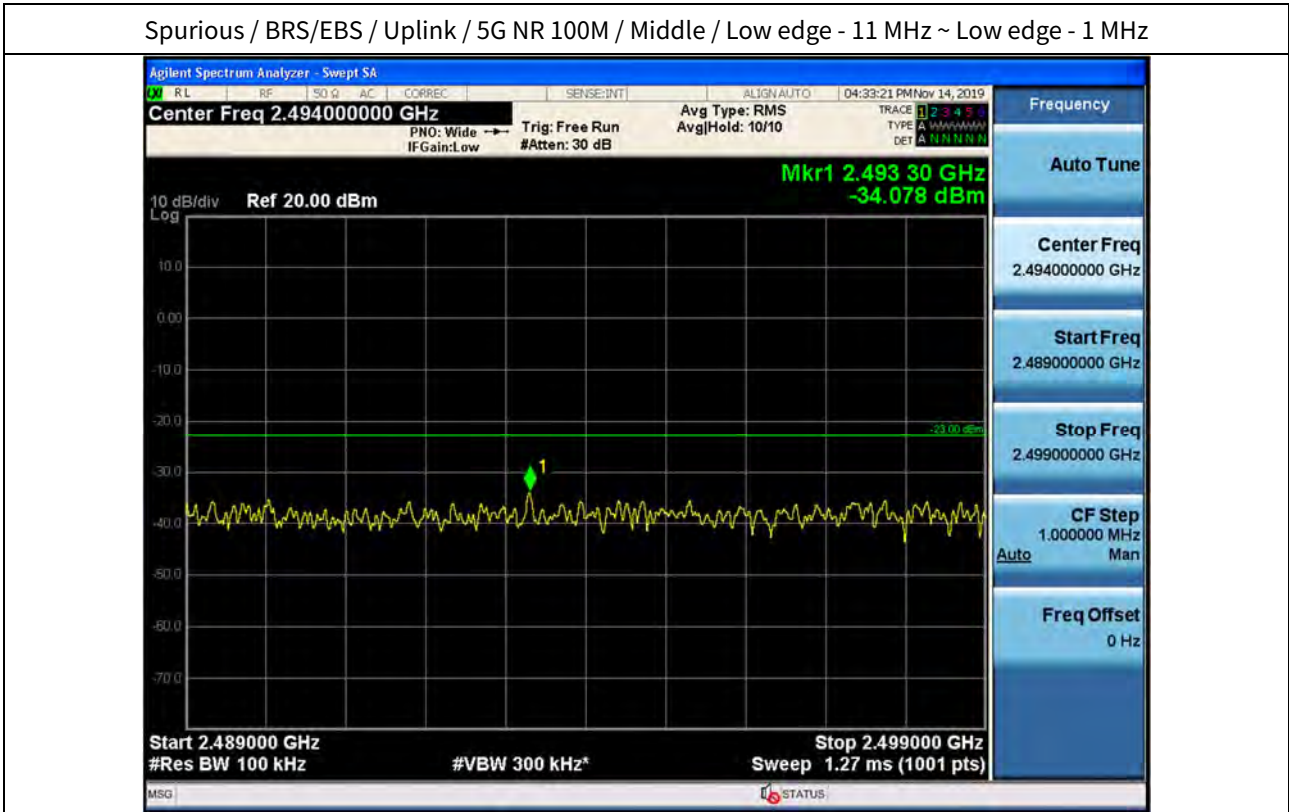 Spurious / BRS/EBS / Uplink / 5G NR 100M / Middle / Low edge - 11 MHz ~ Low edge - 1 MHz
Agilent Spectrum Analyzer - Swept SA
RL RF 50 Ω AC CORREC SENSE:INT ALIGN AUTO 04:33:21 PM Nov 14, 2019
Center Freq 2.494000000 GHz
PNO: Wide
IFGain:Low
Trig: Free Run
#Atten: 30 dB
Avg Type: RMS
Avg|Hold: 10/10
TRACE 1 2 3 4 5 6
TYPE A WWWWW
DET A N N N N N
Mkr1 2.493 30 GHz
-34.078 dBm
10 dB/div Ref 20.00 dBm
Log
10.0
0.00
-10.0
-20.0
-23.00 dBm
-30.0
1
-40.0
-50.0
-60.0
-70.0
Start 2.489000 GHz Stop 2.499000 GHz
#Res BW 100 kHz #VBW 300 kHz* Sweep 1.27 ms (1001 pts)
MSG STATUS
Frequency
Auto Tune
Center Freq
2.494000000 GHz
Start Freq
2.489000000 GHz
Stop Freq
2.499000000 GHz
CF Step
1.000000 MHz
Auto Man
Freq Offset
0 Hz